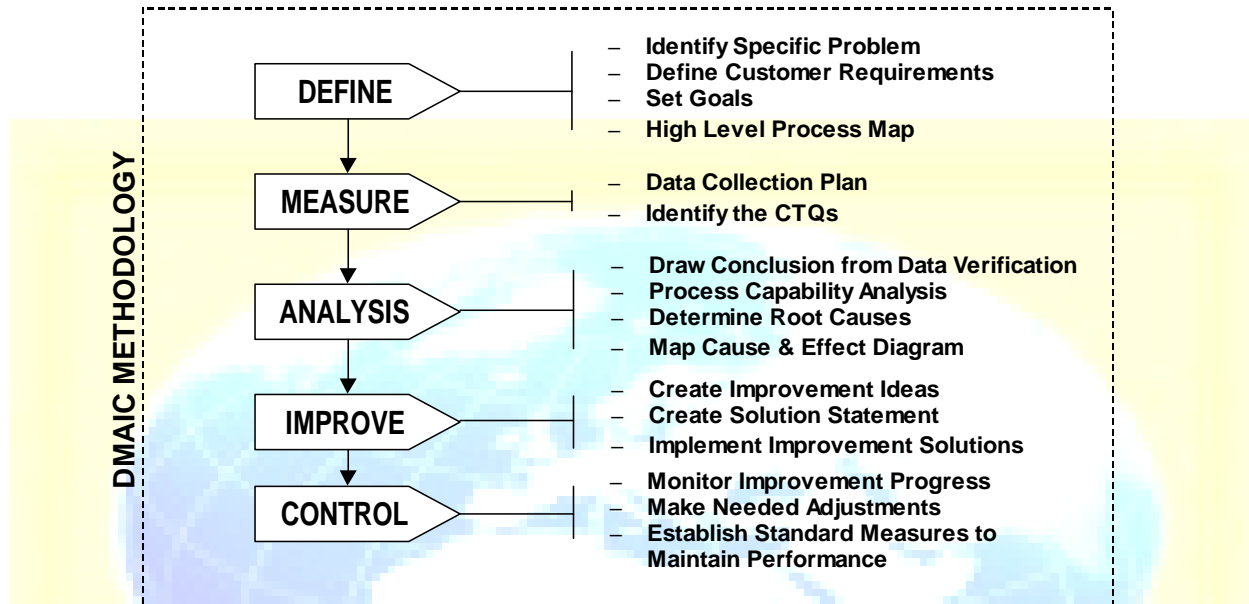 DMAIC METHODOLOGY
DEFINE
– Identify Specific Problem
– Define Customer Requirements
– Set Goals
– High Level Process Map
MEASURE
– Data Collection Plan
– Identify the CTQs
ANALYSIS
– Draw Conclusion from Data Verification
– Process Capability Analysis
– Determine Root Causes
– Map Cause & Effect Diagram
IMPROVE
– Create Improvement Ideas
– Create Solution Statement
– Implement Improvement Solutions
CONTROL
– Monitor Improvement Progress
– Make Needed Adjustments
– Establish Standard Measures to
Maintain Performance